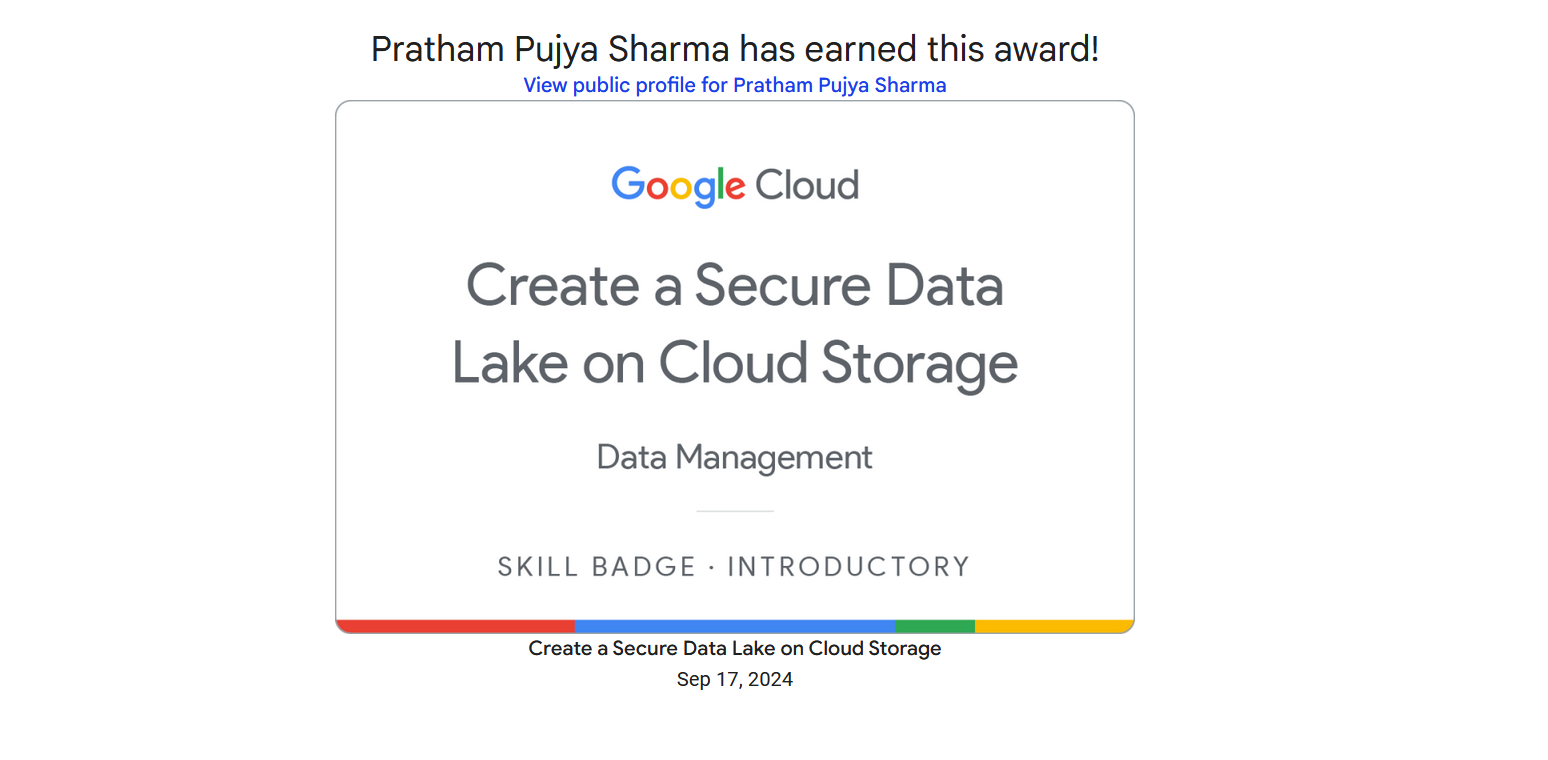 Pratham Pujya Sharma has earned this award!
View public profile for Pratham Pujya Sharma
Google Cloud
Create a Secure Data
Lake on Cloud Storage
Data Management
SKILL BADGE · INTRODUCTORY
Create a Secure Data Lake on Cloud Storage
Sep 17, 2024